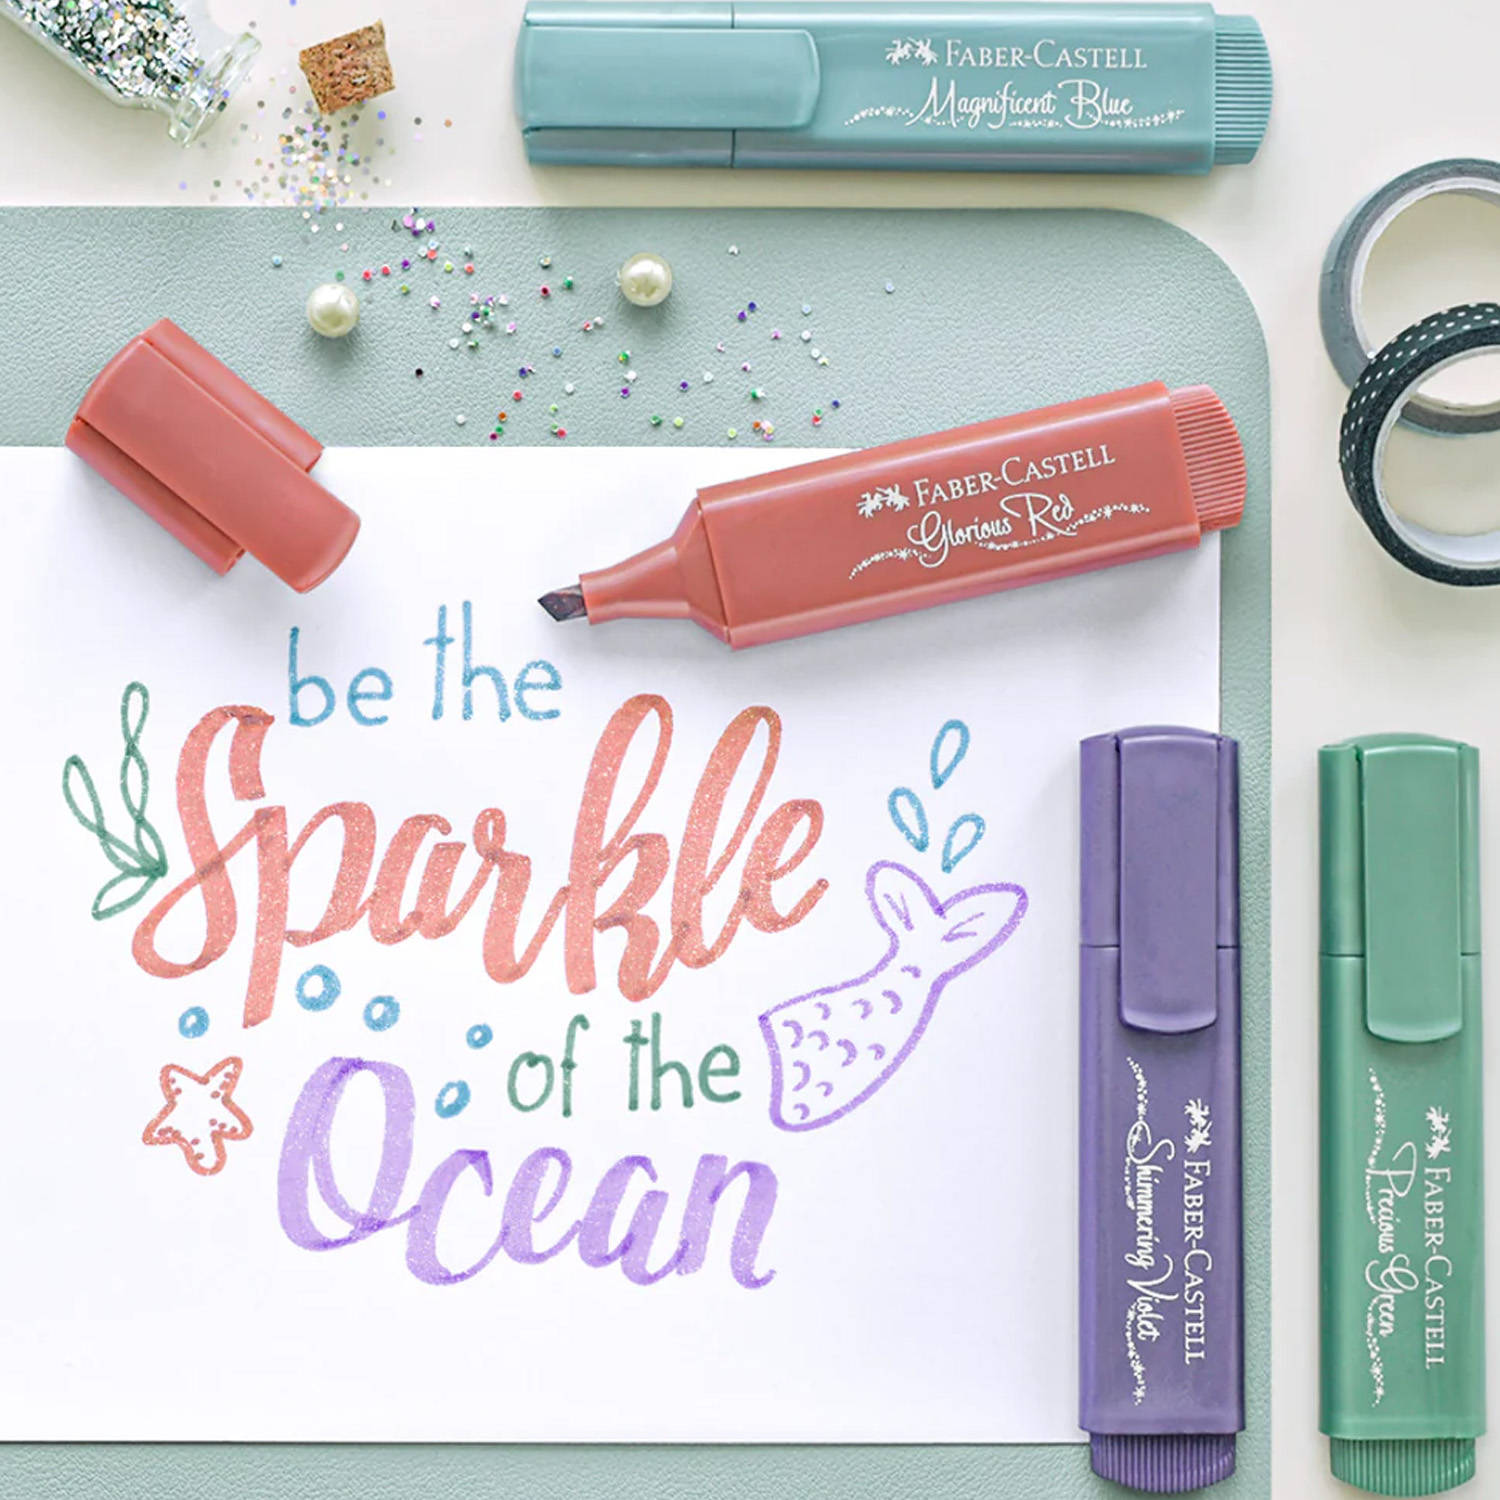 FABER-CASTELL
Magnificent Blue
FABER-CASTELL
Glorious Red
be the
Sparkle
of the
Ocean
FABER-CASTELL
Shimmering Violet
FABER-CASTELL
Precious Green